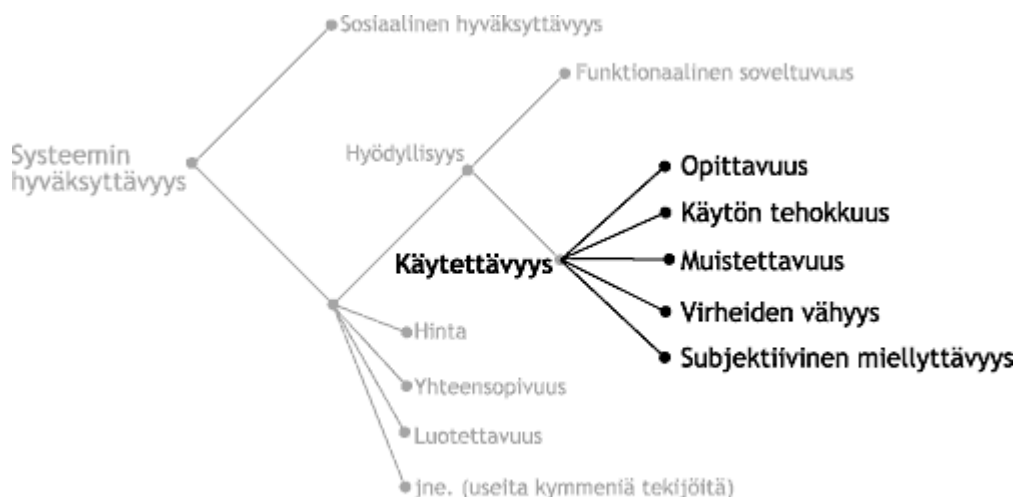 Sosiaalinen hyväksyttävyys
Funktionaalinen soveltuvuus
Systeemin
hyväksyttävyys
Hyödyllisyys
Opittavuus
Käytön tehokkuus
Käytettävyys
Muistettavuus
Virheiden vähyys
Hinta
Subjektiivinen miellyttävyys
Yhteensopivuus
Luotettavuus
jne. (useita kymmeniä tekijöitä)